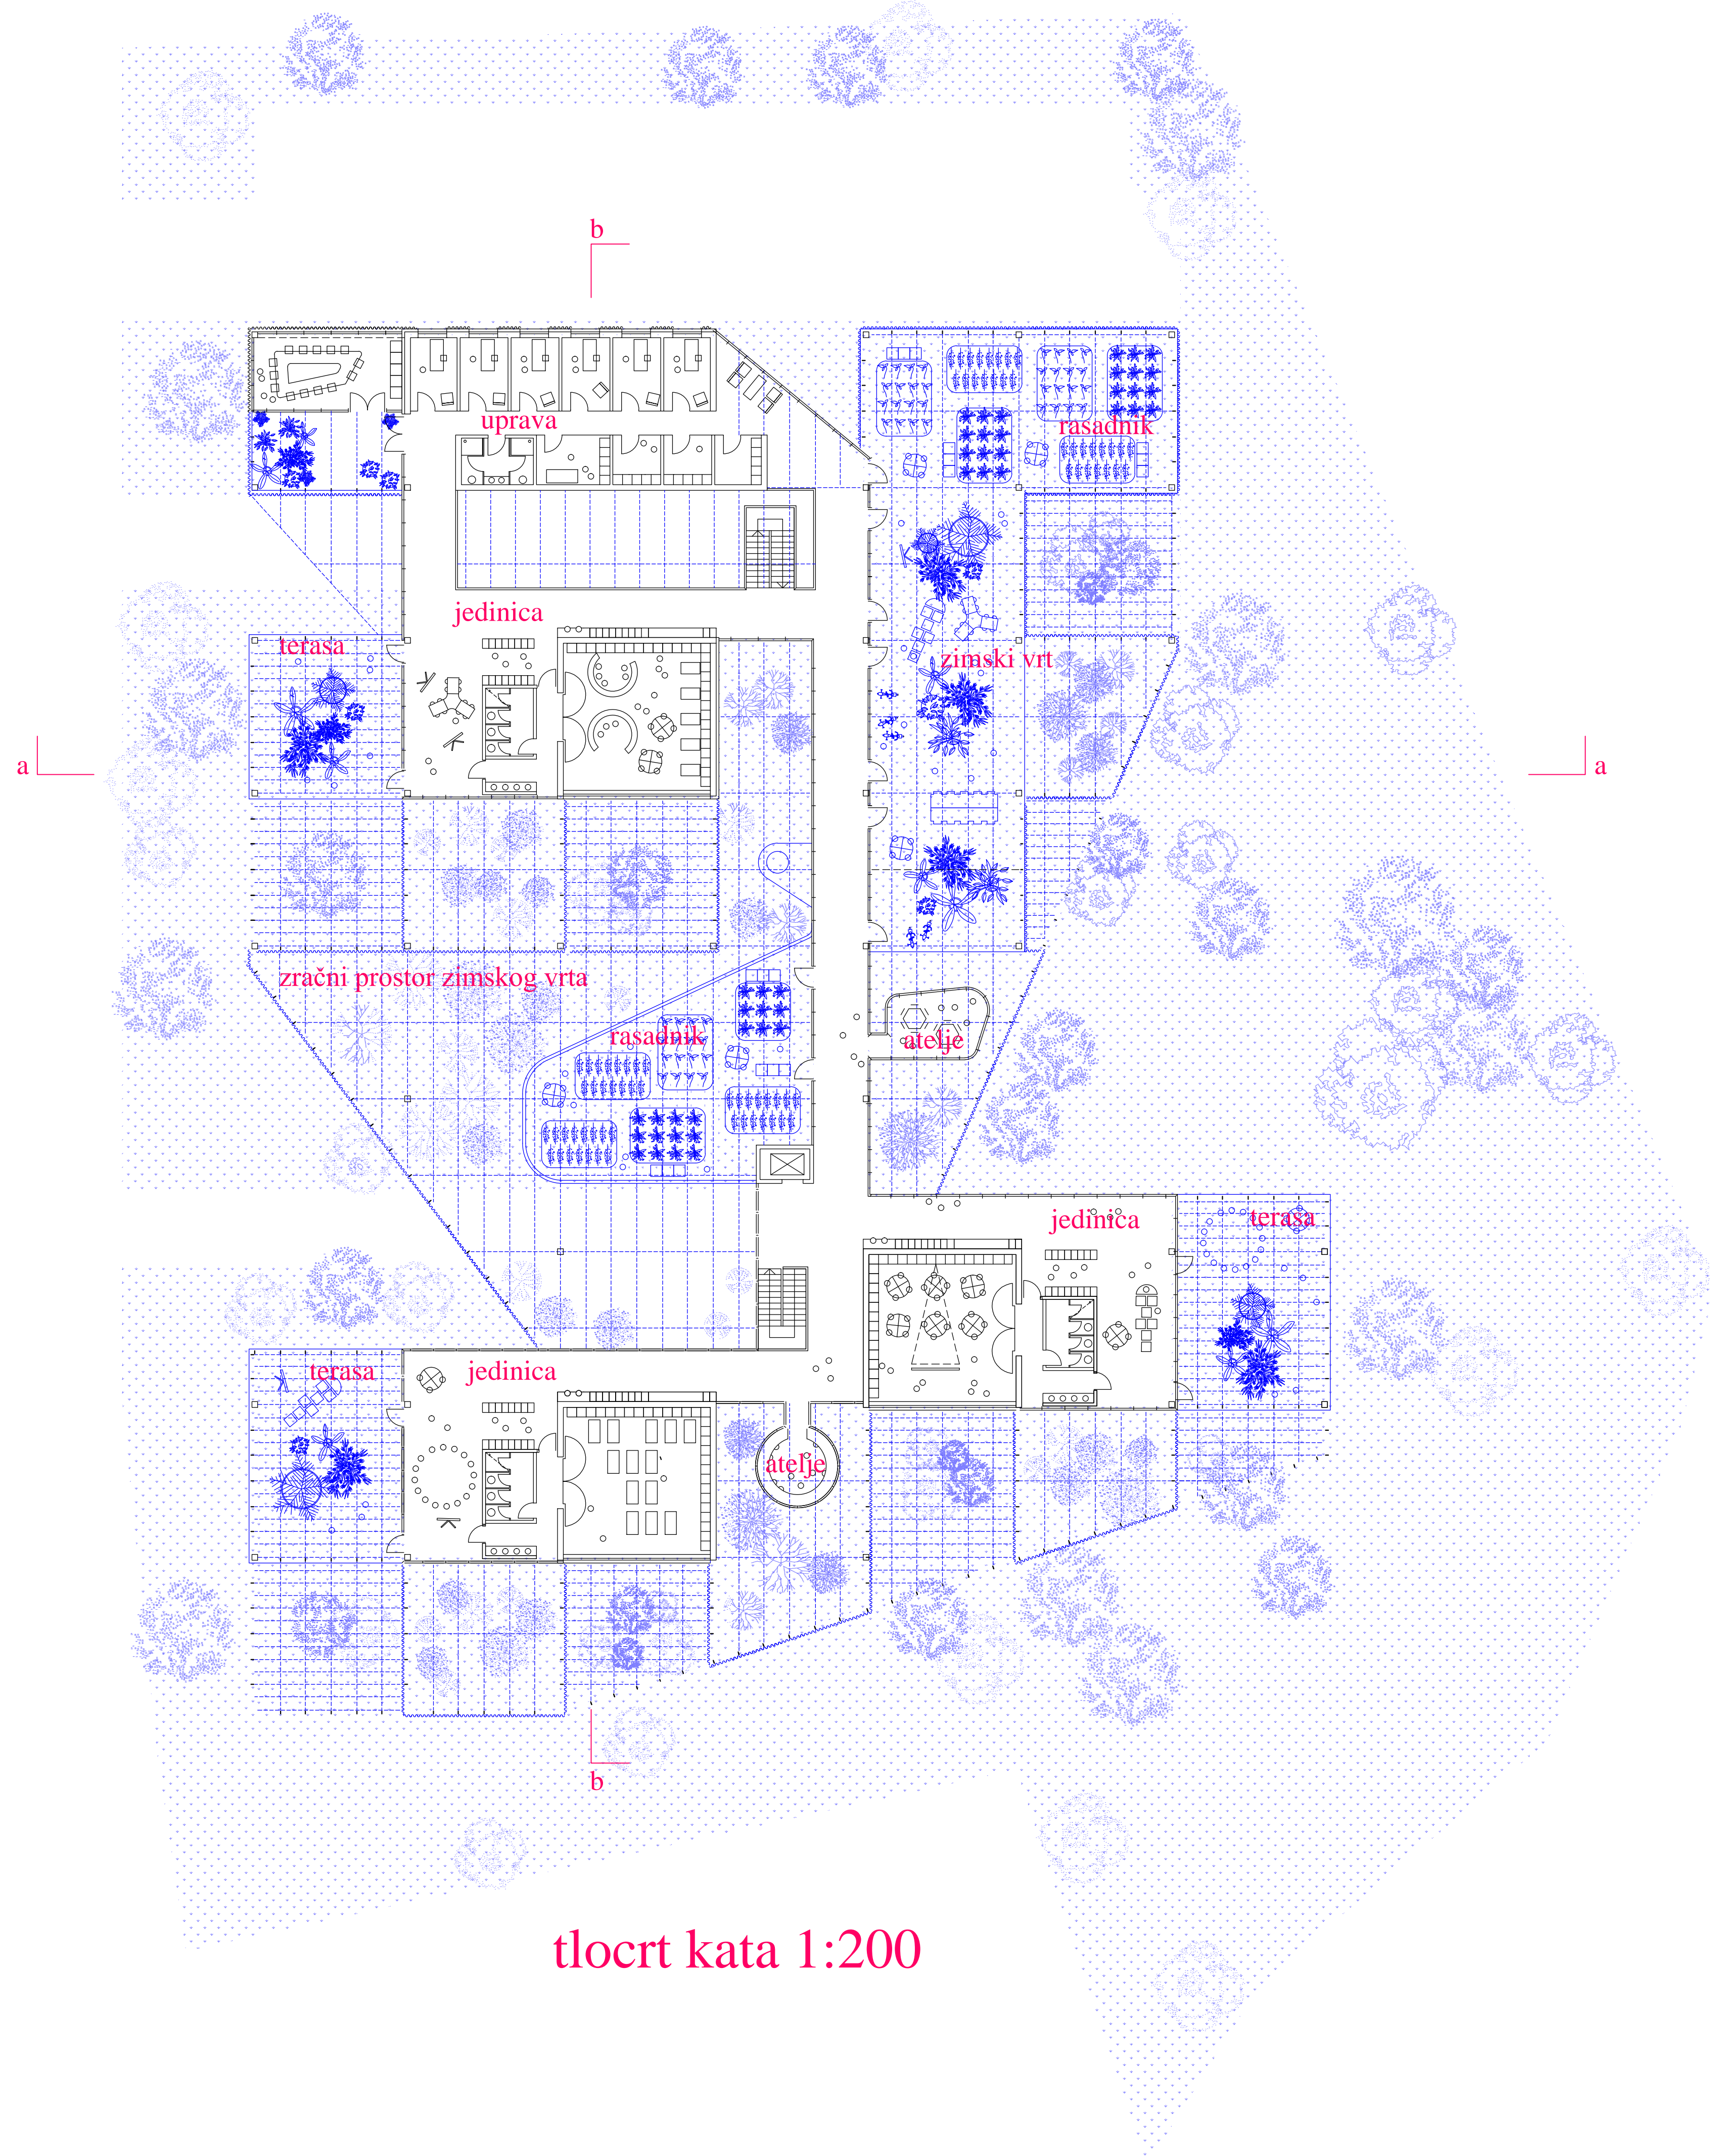 b
uprava
rasadnik
jedinica
terasa
zimski vrt
a
a
zračni prostor zimskog vrta
rasadnik
atelje
jedinica
terasa
terasa
jedinica
atelje
b
tlocrt kata 1:200